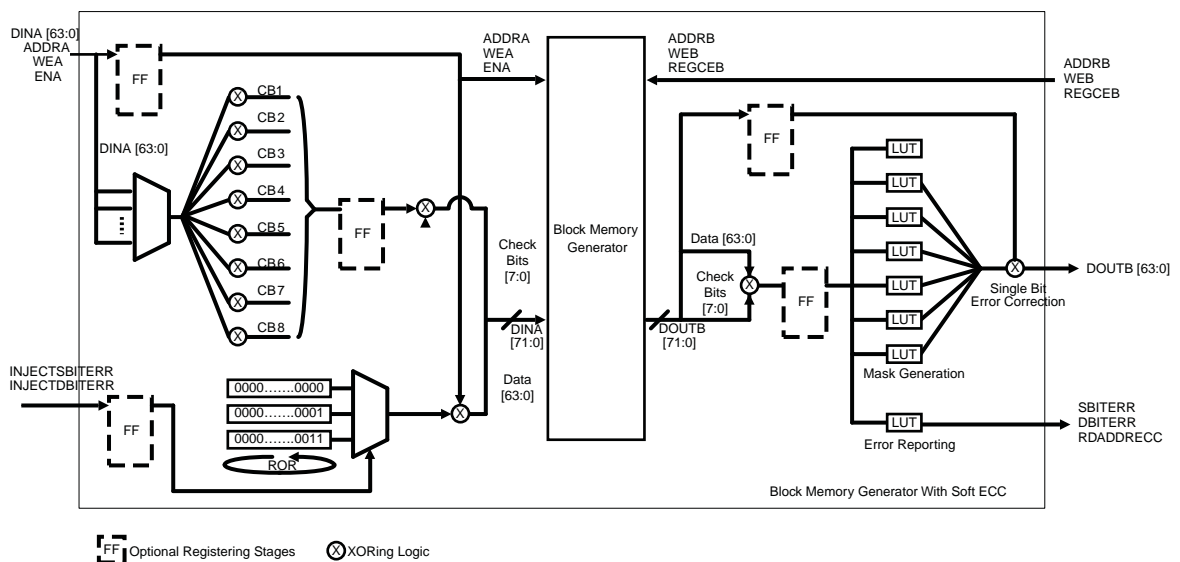 DINA [63:0]
ADDRA
WEA
ENA
FF
DINA [63:0]
CB1
CB2
CB3
CB4
CB5
CB6
CB7
CB8
X
X
X
X
X
X
X
X
FF
X
ADDRA
WEA
ENA
Check
Bits
[7:0]
DINA
[71:0]
Data
[63:0]
INJECTSBITERR
INJECTDBITERR
FF
0000.......0000
0000.......0001
0000.......0011
ROR
X
Block Memory
Generator
ADDRB
WEB
REGCEB
ADDRB
WEB
REGCEB
FF
Data [63:0]
Check
Bits
[7:0]
X
DOUTB
[71:0]
FF
LUT
LUT
LUT
LUT
LUT
LUT
LUT
Mask Generation
X
Single Bit
Error Correction
DOUTB [63:0]
LUT
Error Reporting
SBITERR
DBITERR
RDADDRECC
Block Memory Generator With Soft ECC
FF Optional Registering Stages
X XORing Logic